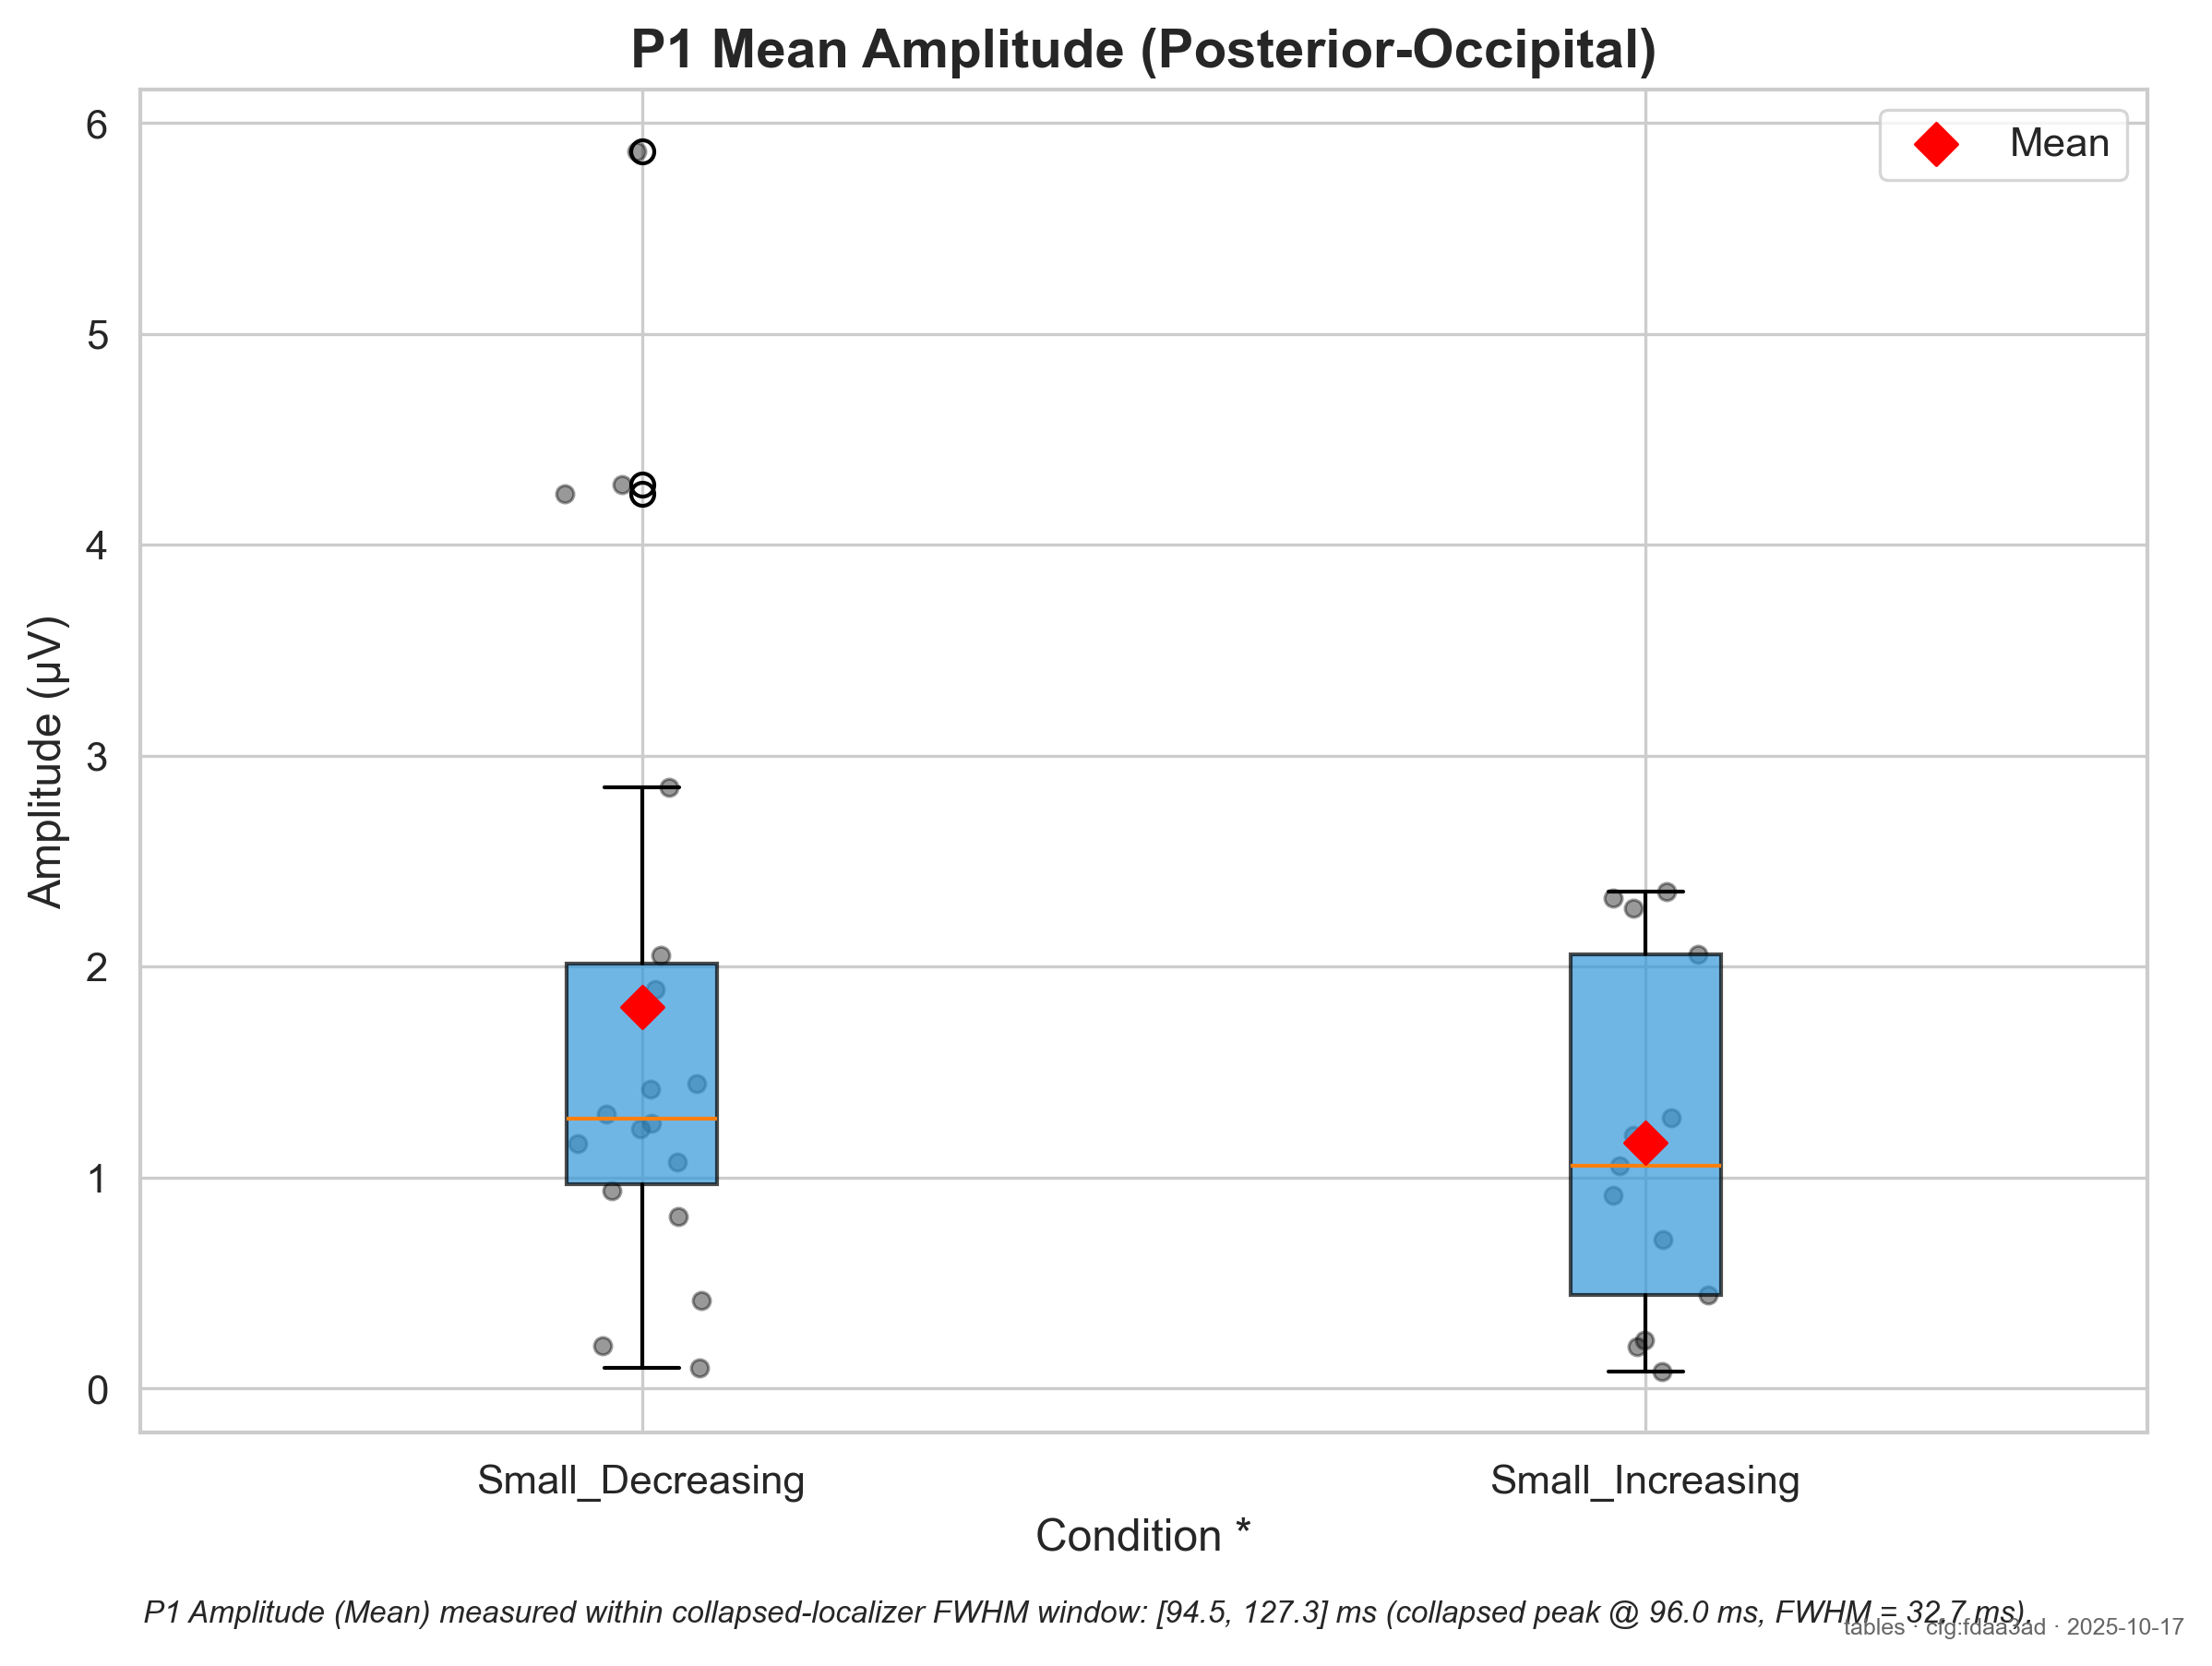 P1 Mean Amplitude (Posterior-Occipital)
Mean
6
5
4
3
2
1
0
Amplitude (µV)
Small_Decreasing
Small_Increasing
Condition *
P1 Amplitude (Mean) measured within collapsed-localizer FWHM window: [94.5, 127.3] ms (collapsed peak @ 96.0 ms, FWHM = 32.7 ms).
tables · cfg:fdaa3ad · 2025-10-17